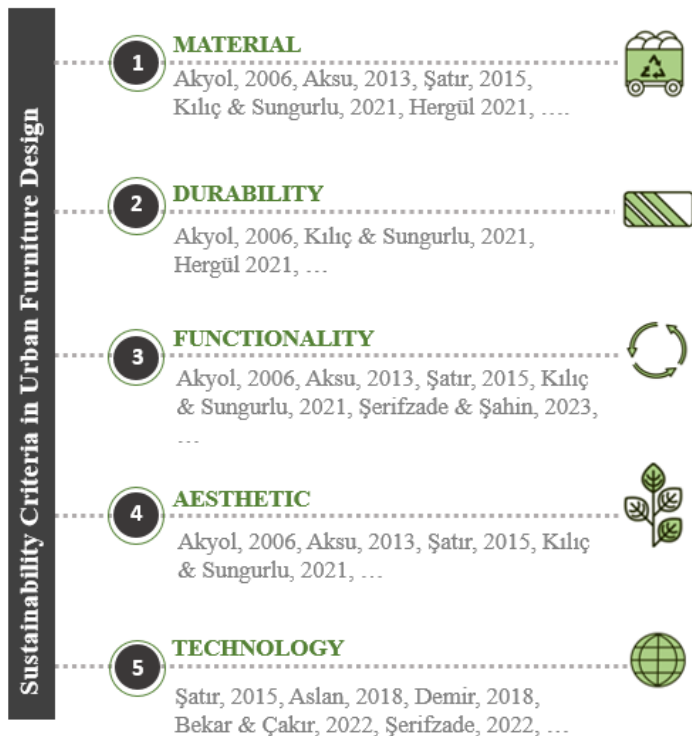 Sustainability Criteria in Urban Furniture Design
1
MATERIAL
Akyol, 2006, Aksu, 2013, Şatır, 2015,
Kılıç & Sungurlu, 2021, Hergül 2021, ….
2
DURABILITY
Akyol, 2006, Kılıç & Sungurlu, 2021,
Hergül 2021, …
3
FUNCTIONALITY
Akyol, 2006, Aksu, 2013, Şatır, 2015, Kılıç
& Sungurlu, 2021, Şerifzade & Şahin, 2023,
…
4
AESTHETIC
Akyol, 2006, Aksu, 2013, Şatır, 2015, Kılıç
& Sungurlu, 2021, …
5
TECHNOLOGY
Şatır, 2015, Aslan, 2018, Demir, 2018,
Bekar & Çakır, 2022, Şerifzade, 2022, …